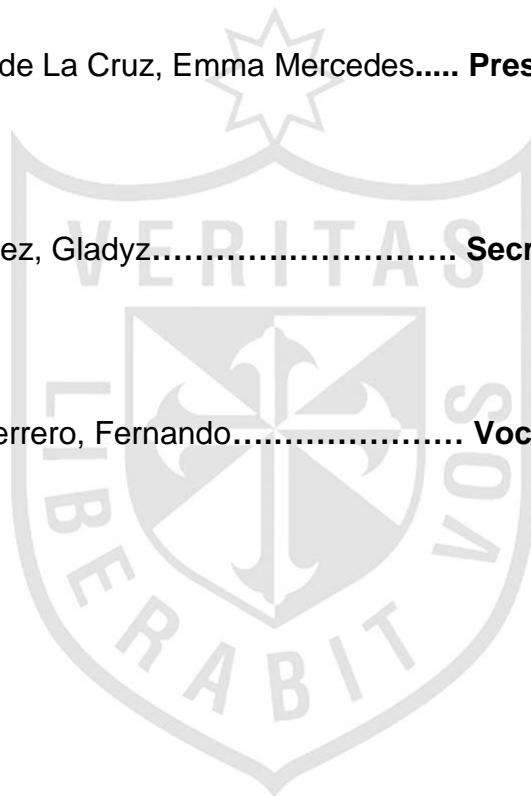 de La Cruz, Emma Mercedes..... Pres
VERITAS
ez, Gladyz…………..……………. Secr
errero, Fernando………………… Voc
LIBERABIT VOS